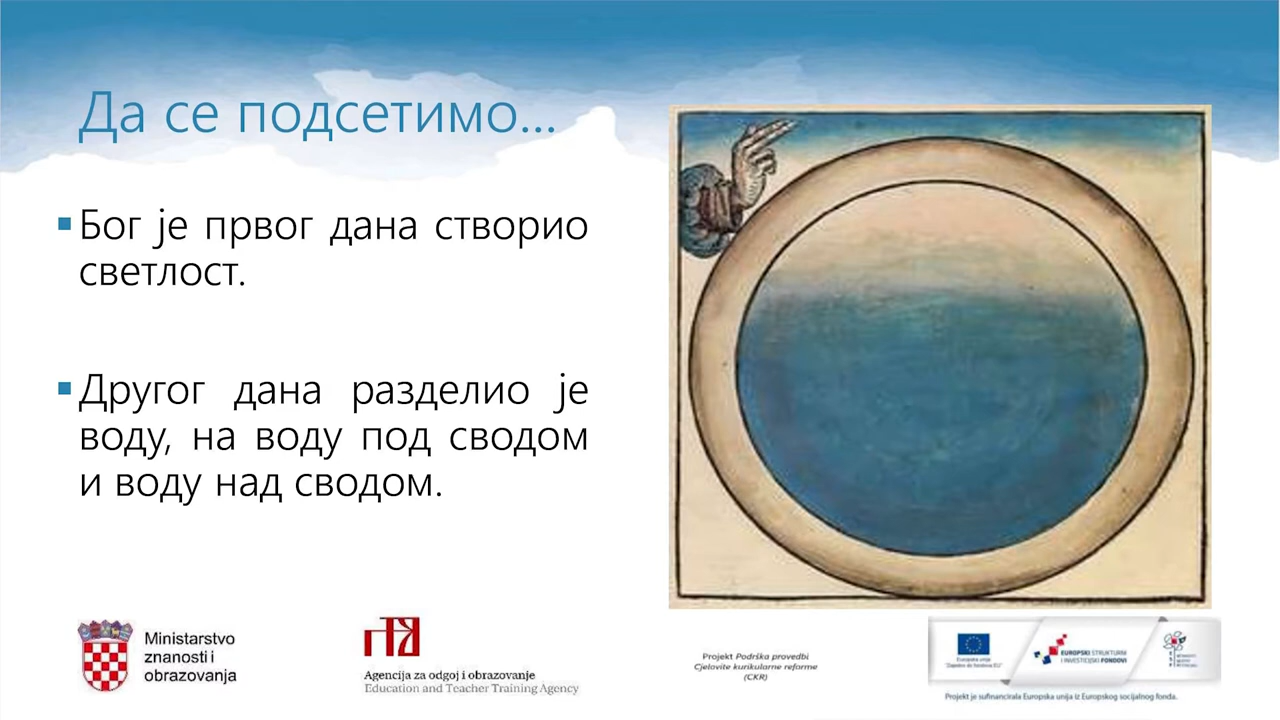 Да се подсетимо...
Бог је првог дана створио
светлост.
Другог дана разделио је
воду, на воду под сводом
и воду над сводом.
Ministarstvo
znanosti i
obrazovanja
Agencija za odgoj i obrazovanje
Education and Teacher Training Agency
Projekt Podrška provedbi
Cjelovite kurikularne reforme
(CKR)
Europska unija
"Zajedno do fondova EU"
EUROPSKI STRUKTURNI
I INVESTICIJSKI FONDOVI
Projekt je sufinancirala Europska unija iz Europskog socijalnog fonda.